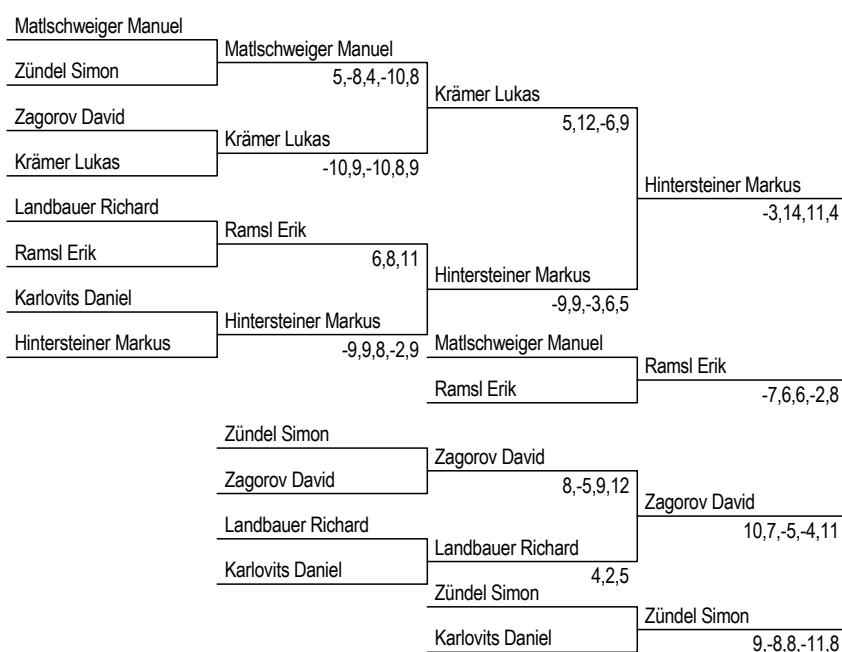 Matlschweiger Manuel
Matlschweiger Manuel
Zündel Simon
5,-8,4,-10,8
Krämer Lukas
Zagorov David
5,12,-6,9
Krämer Lukas
Krämer Lukas
-10,9,-10,8,9
Hintersteiner Markus
Landbauer Richard
-3,14,11,4
Ramsl Erik
Ramsl Erik
6,8,11
Hintersteiner Markus
Karlovits Daniel
-9,9,-3,6,5
Hintersteiner Markus
Hintersteiner Markus
-9,9,8,-2,9
Matlschweiger Manuel
Ramsl Erik
Ramsl Erik
-7,6,6,-2,8
Zündel Simon
Zagorov David
Zagorov David
8,-5,9,12
Zagorov David
Landbauer Richard
10,7,-5,-4,11
Landbauer Richard
Karlovits Daniel
4,2,5
Zündel Simon
Zündel Simon
Karlovits Daniel
9,-8,8,-11,8